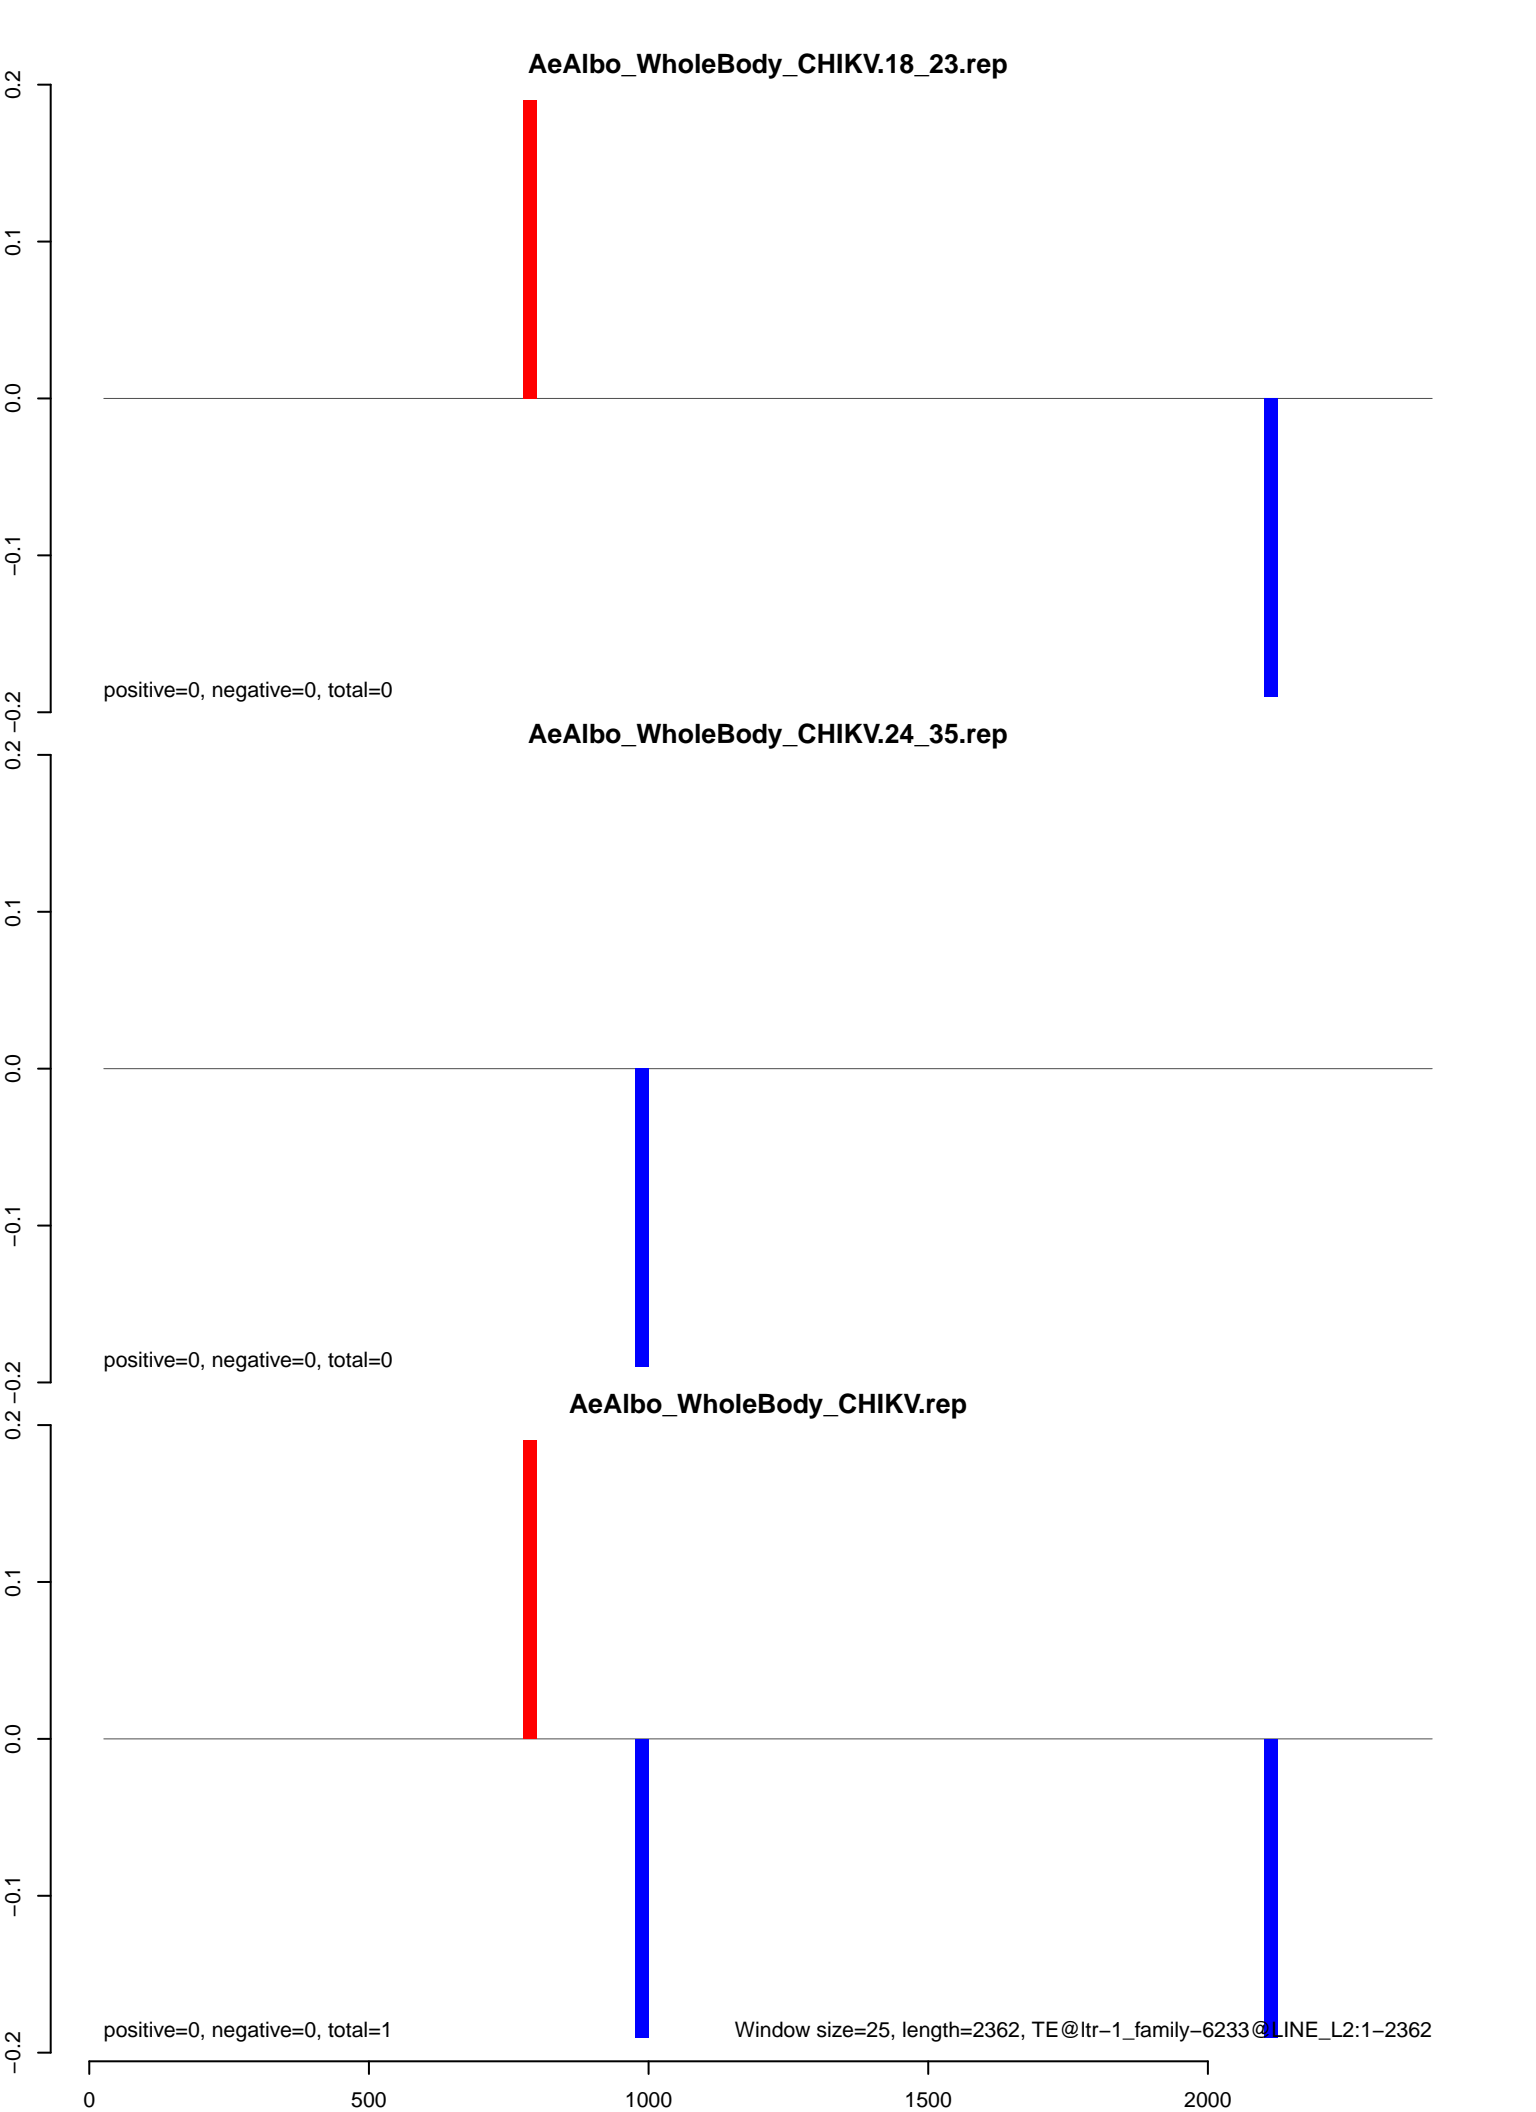 AeAlbo_WholeBody_CHIKV.18_23.rep
0.2
0.1
0.0
−0.1
−0.2
positive=0, negative=0, total=0
AeAlbo_WholeBody_CHIKV.24_35.rep
0.2
0.1
0.0
−0.1
−0.2
positive=0, negative=0, total=0
AeAlbo_WholeBody_CHIKV.rep
0.2
0.1
0.0
−0.1
−0.2
positive=0, negative=0, total=1
Window size=25, length=2362, TE@ltr−1_family−6233@LINE_L2:1−2362
0 500 1000 1500 2000